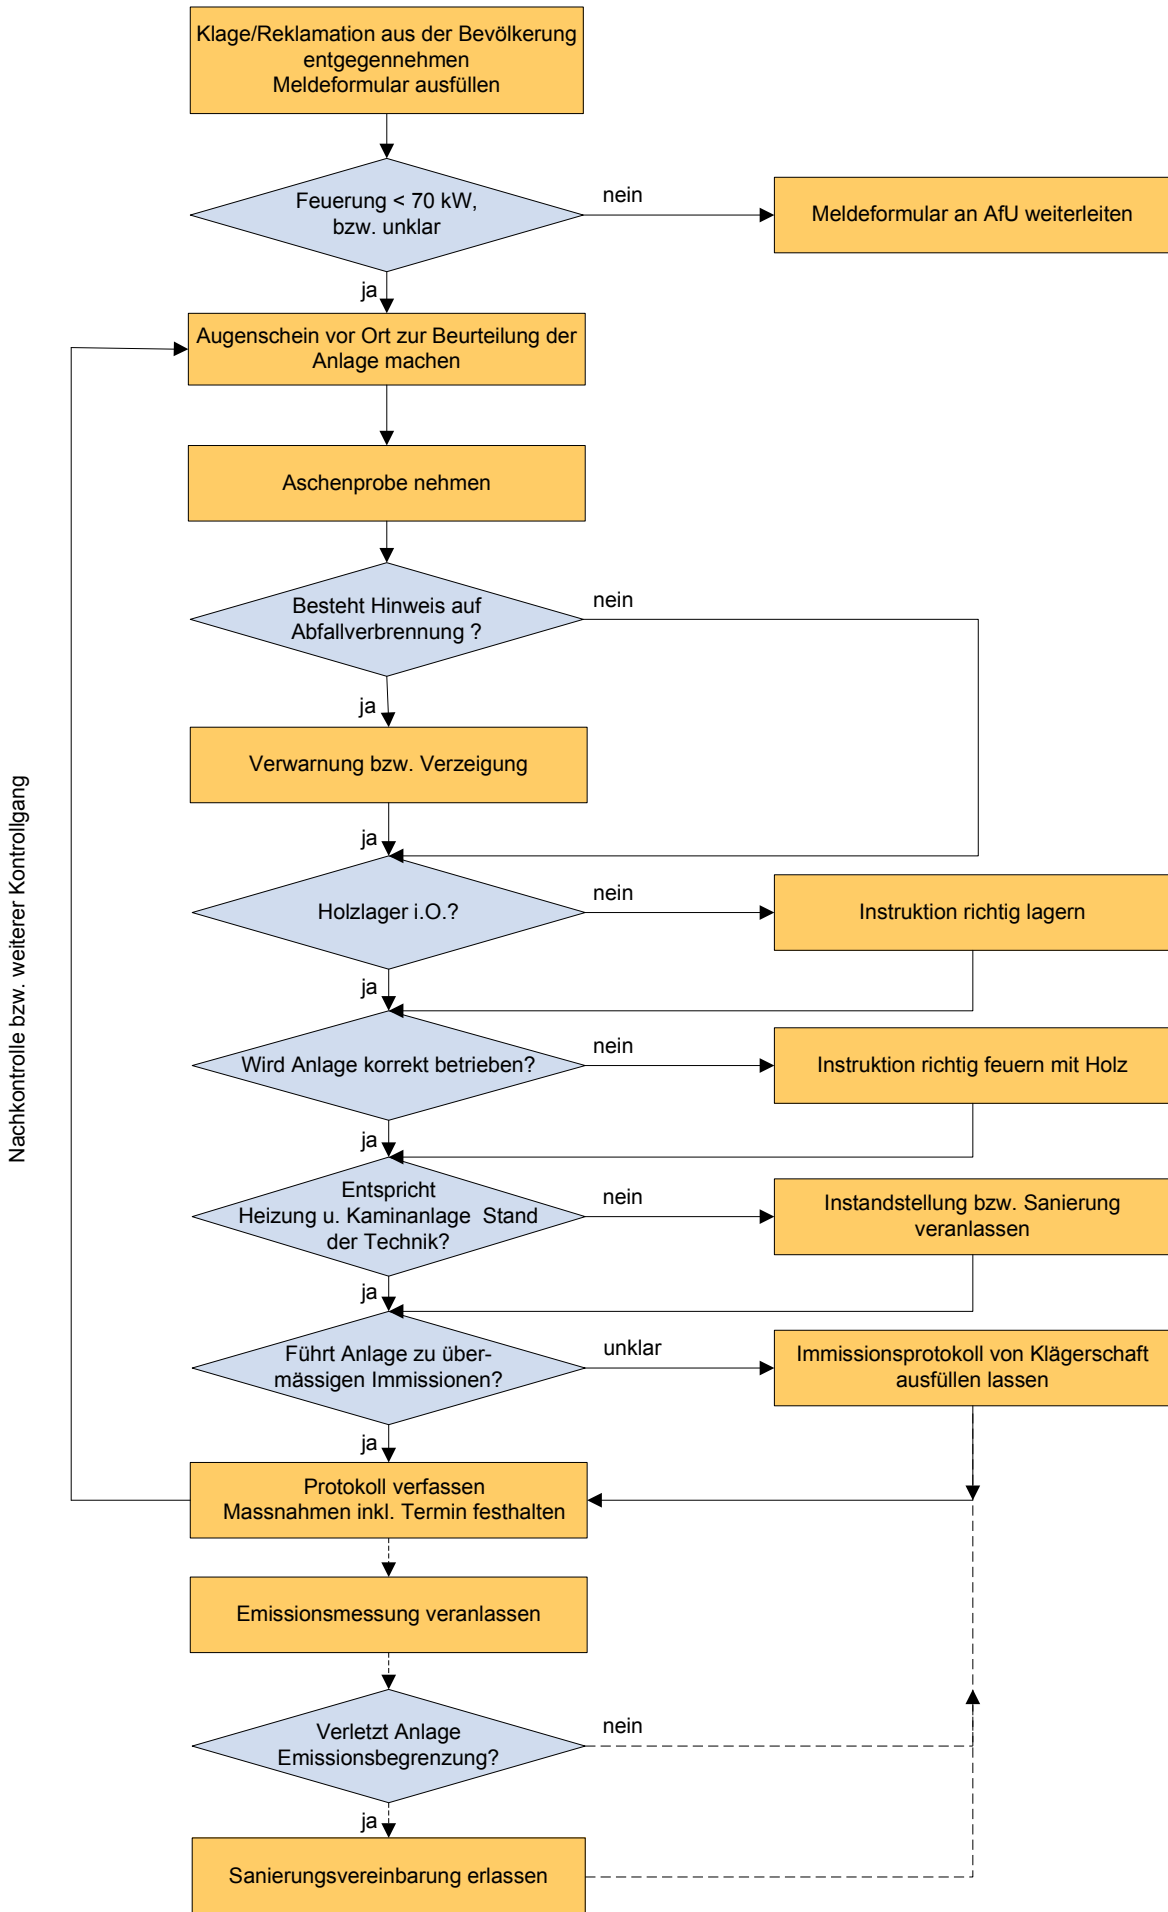 Klage/Reklamation aus der Bevölkerung
entgegennehmen
Meldeformular ausfüllen
Feuerung < 70 kW,
bzw. unklar
nein
Meldeformular an AfU weiterleiten
ja
Augenschein vor Ort zur Beurteilung der
Anlage machen
Aschenprobe nehmen
Besteht Hinweis auf
Abfallverbrennung ?
nein
ja
Verwarnung bzw. Verzeigung
ja
Holzlager i.O.?
nein
Instruktion richtig lagern
ja
Wird Anlage korrekt betrieben?
nein
Instruktion richtig feuern mit Holz
ja
Entspricht
Heizung u. Kaminanlage Stand
der Technik?
nein
Instandstellung bzw. Sanierung
veranlassen
ja
Führt Anlage zu über-
mässigen Immissionen?
unklar
Immissionsprotokoll von Klägerschaft
ausfüllen lassen
ja
Protokoll verfassen
Massnahmen inkl. Termin festhalten
Nachkontrolle bzw. weiterer Kontrollgang
Emissionsmessung veranlassen
Verletzt Anlage
Emissionsbegrenzung?
nein
ja
Sanierungsvereinbarung erlassen